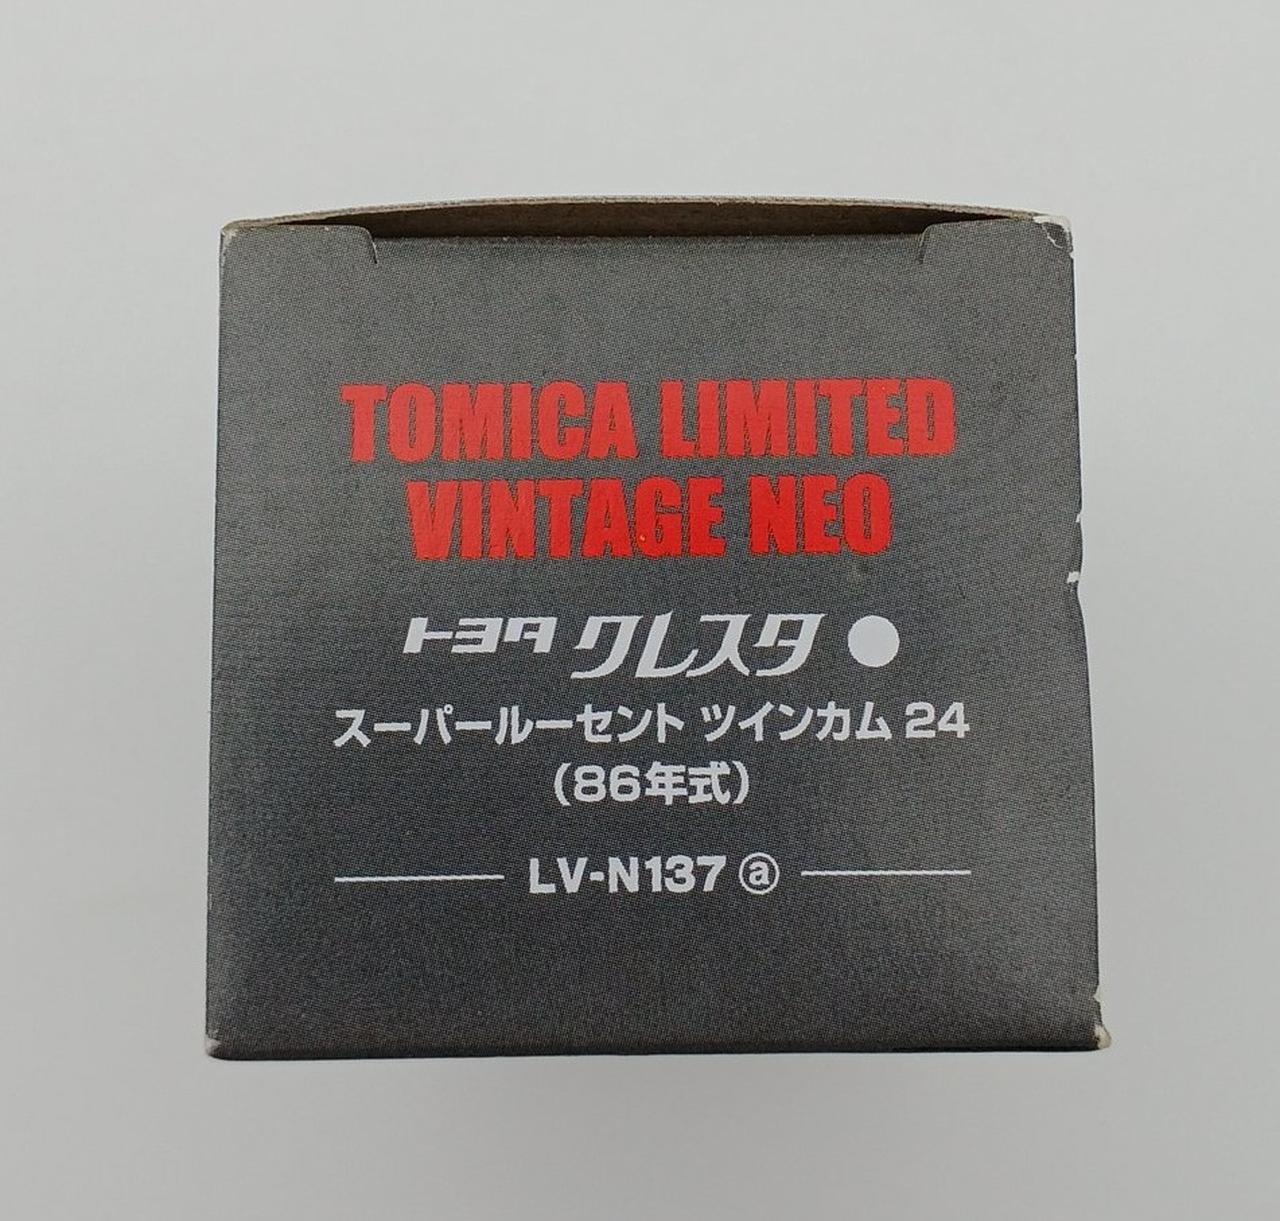 TOMICA LIMITED
VINTAGE NEO
トヨタ クレスタ ●
スーパールーセント ツインカム 24
(86年式)
LV-N137 ⓐ